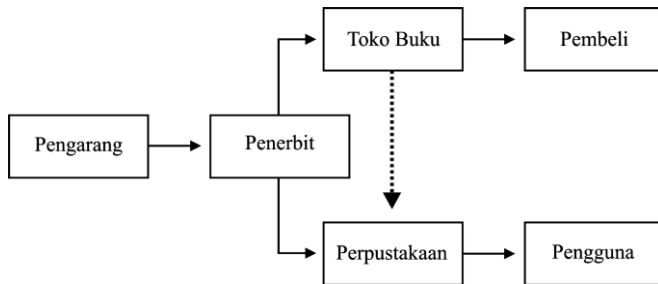 Toko Buku
Pembeli
Pengarang
Penerbit
Perpustakaan
Pengguna